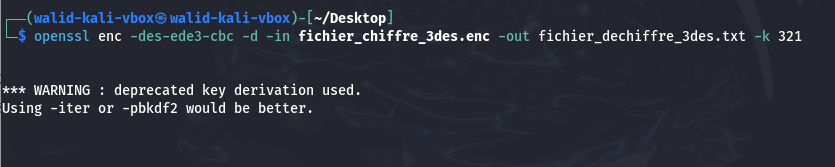 ┌──(walid-kali-vbox㉿walid-kali-vbox)-[~/Desktop]
└─$ openssl enc -des-ede3-cbc -d -in fichier_chiffre_3des.enc -out fichier_dechiffre_3des.txt -k 321
*** WARNING : deprecated key derivation used.
Using -iter or -pbkdf2 would be better.